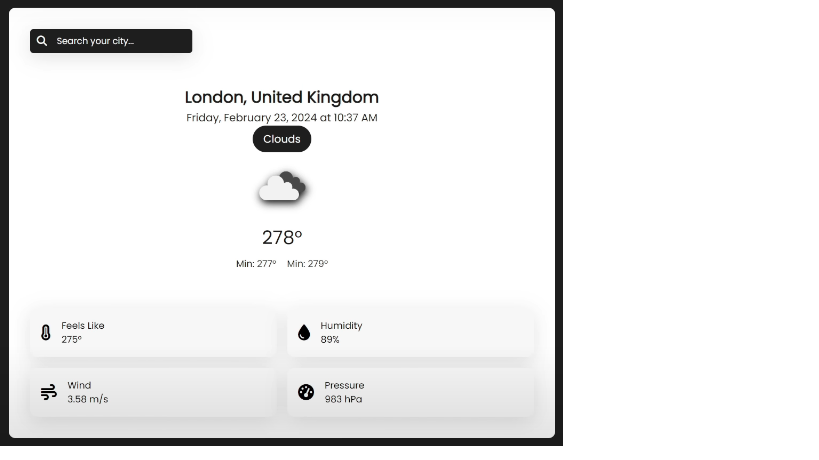 Search your city...
London, United Kingdom
Friday, February 23, 2024 at 10:37 AM
Clouds
278°
Min: 277° Min: 279°
Feels Like
275°
Humidity
89%
Wind
3.58 m/s
Pressure
983 hPa